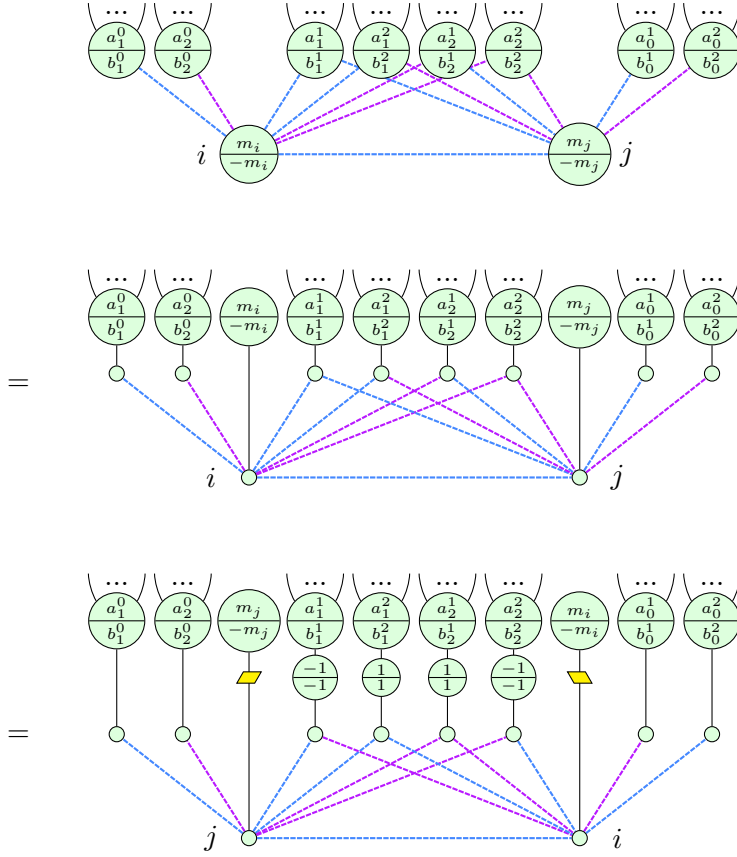 ... ... ... ... ... ... ... ...
a_1^0 a_2^0 a_1^1 a_1^2 a_2^1 a_2^2 a_0^1 a_0^2
b_1^0 b_2^0 b_1^1 b_1^2 b_2^1 b_2^2 b_0^1 b_0^2
i m_i m_j j
−m_i −m_j
... ... ... ... ... ... ... ...
a_1^0 a_2^0 m_i a_1^1 a_1^2 a_2^1 a_2^2 m_j a_0^1 a_0^2
b_1^0 b_2^0 −m_i b_1^1 b_1^2 b_2^1 b_2^2 −m_j b_0^1 b_0^2
=
i j
... ... ... ... ... ... ... ...
a_1^0 a_2^0 m_j a_1^1 a_1^2 a_2^1 a_2^2 m_i a_0^1 a_0^2
b_1^0 b_2^0 −m_j b_1^1 b_1^2 b_2^1 b_2^2 −m_i b_0^1 b_0^2
−1 1 1 −1
−1 1 1 −1
=
j i